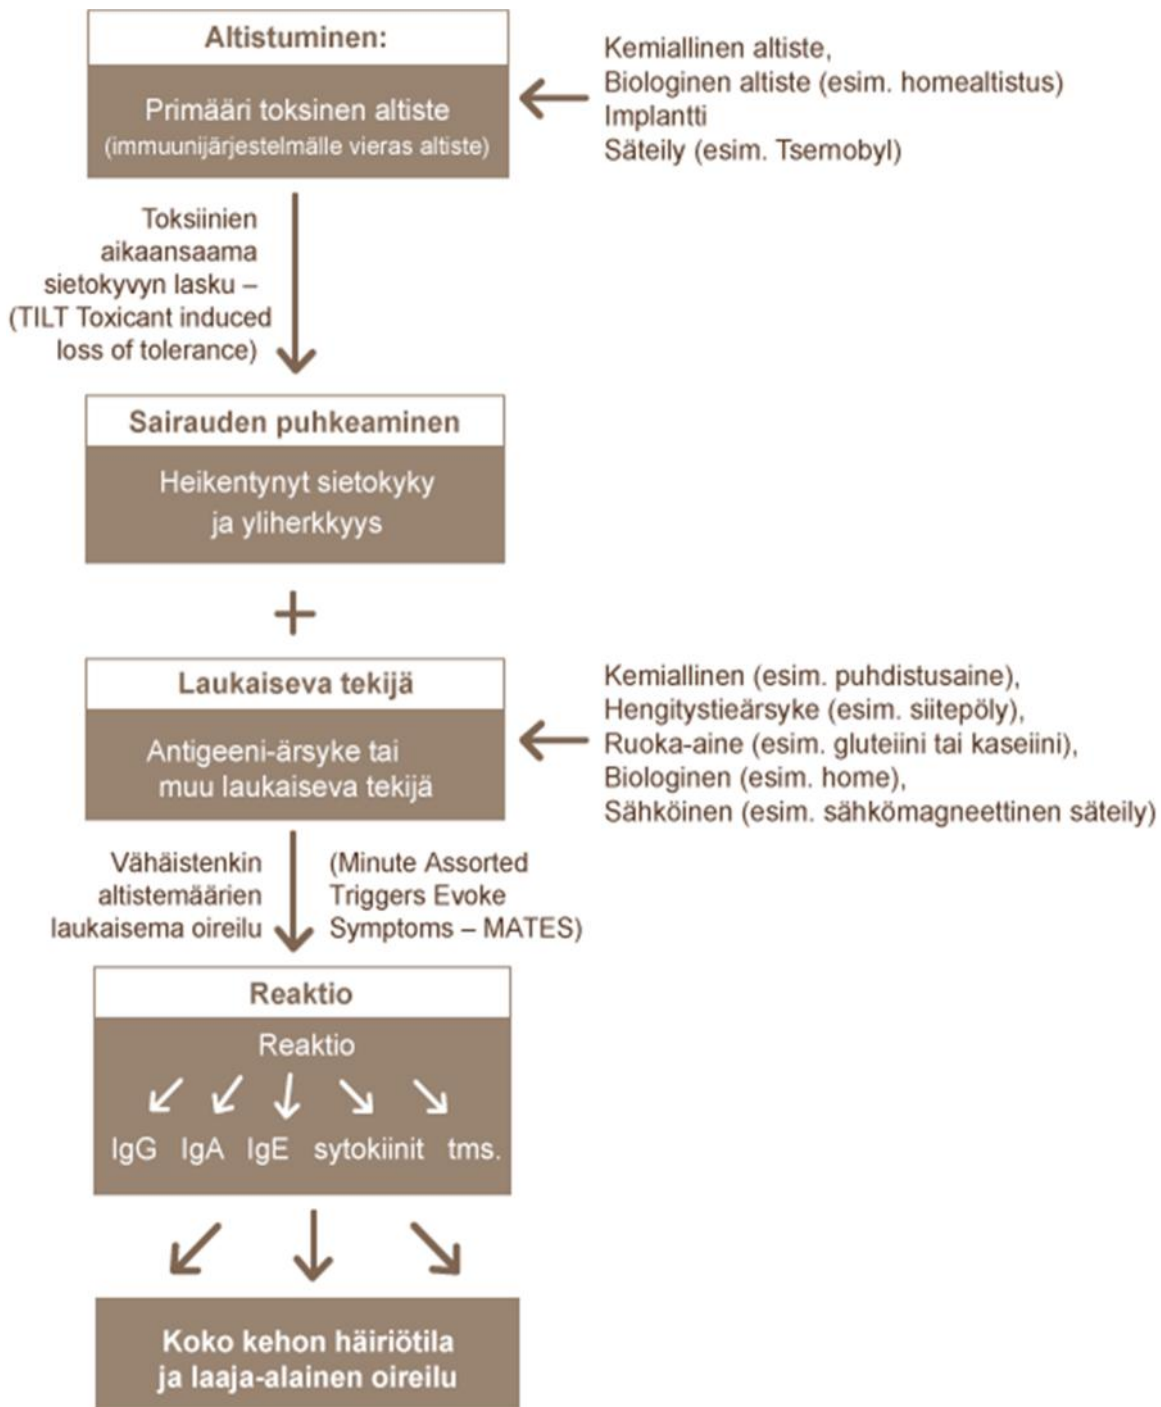 Altistuminen:
Primääri toksinen altiste
(immuunijärjestelmälle vieras altiste)
Kemiallinen altiste,
Biologinen altiste (esim. homealtistus)
Implantti
Säteily (esim. Tsernobyl)
Toksiinien
aikaansaama
sietokyvyn lasku –
(TILT Toxicant induced
loss of tolerance)
Sairauden puhkeaminen
Heikentynyt sietokyky
ja yliherkkyys
+
Laukaiseva tekijä
Antigeeni-ärsyke tai
muu laukaiseva tekijä
Kemiallinen (esim. puhdistusaine),
Hengitystieärsyke (esim. siitepöly),
Ruoka-aine (esim. gluteiini tai kaseiini),
Biologinen (esim. home),
Sähköinen (esim. sähkömagneettinen säteily)
Vähäistenkin
altistemäärien
laukaisema oireilu
(Minute Assorted
Triggers Evoke
Symptoms – MATES)
Reaktio
Reaktio
IgG IgA IgE sytokiinit tms.
Koko kehon häiriötila
ja laaja-alainen oireilu